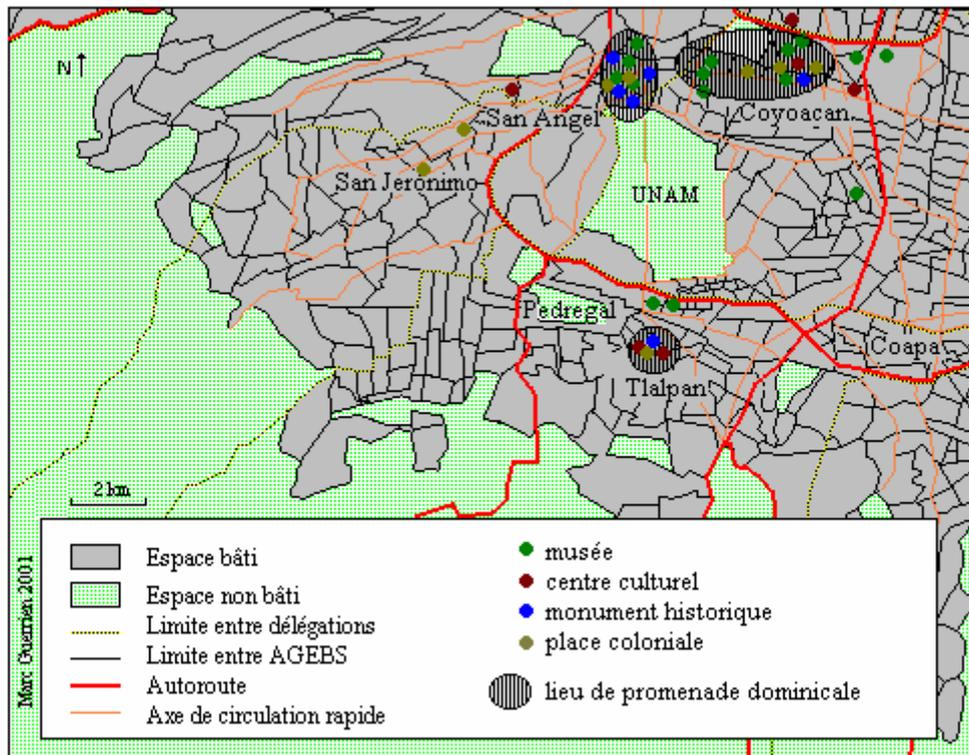 N↑
San Angel
Coyoacan
San Jeronimo
UNAM
Pedregal
Coapa
Tlalpan
2 km
Marc Guerrien 2001
Espace bâti
Espace non bâti
Limite entre délégations
Limite entre AGEBS
Autoroute
Axe de circulation rapide
musée
centre culturel
monument historique
place coloniale
lieu de promenade dominicale